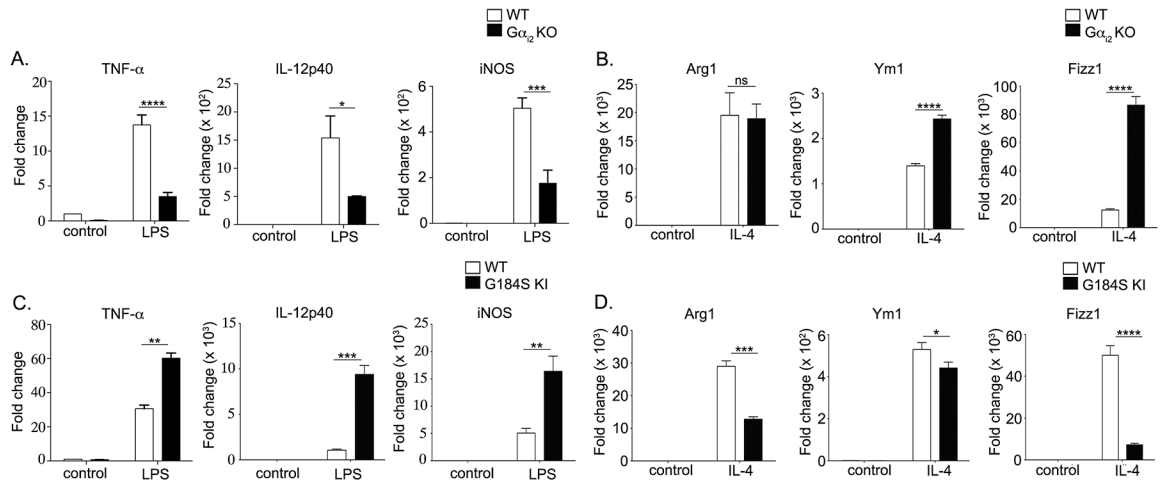 WT
Gαi2 KO
A.
TNF-α
****
Fold change
20
15
10
5
0
control
LPS
IL-12p40
*
Fold change (x 10²)
25
20
15
10
5
0
control
LPS
iNOS
***
Fold change (x 10²)
6
4
2
0
control
LPS
WT
Gαi2 KO
B.
Arg1
ns
Fold change (x 10³)
25
20
15
10
5
0
control
IL-4
Ym1
****
Fold change (x 10³)
3
2
1
0
control
IL-4
Fizz1
****
Fold change (x 10³)
100
80
60
40
20
0
control
IL-4
WT
G184S KI
C.
TNF-α
**
Fold change
80
60
40
20
0
control
LPS
IL-12p40
***
Fold change (x 10³)
15
10
5
0
control
LPS
iNOS
**
Fold change (x 10³)
25
20
15
10
5
0
control
LPS
WT
G184S KI
D.
Arg1
***
Fold change (x 10³)
40
30
20
10
0
control
IL-4
Ym1
*
Fold change (x 10²)
6
4
2
0
control
IL-4
Fizz1
****
Fold change (x 10³)
60
40
20
0
control
IL-4